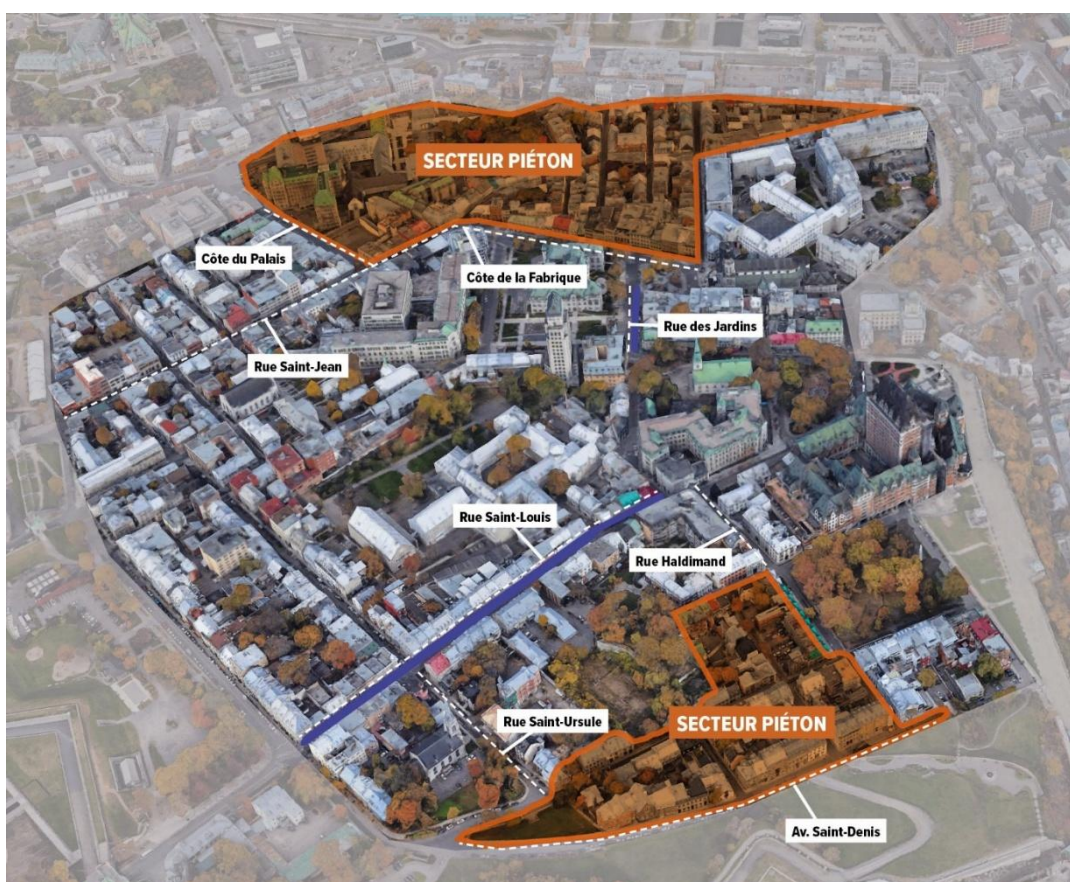 SECTEUR PIÉTON
Côte du Palais
Côte de la Fabrique
Rue des Jardins
Rue Saint-Jean
Rue Saint-Louis
Rue Haldimand
Rue Saint-Ursule
SECTEUR PIÉTON
Av. Saint-Denis